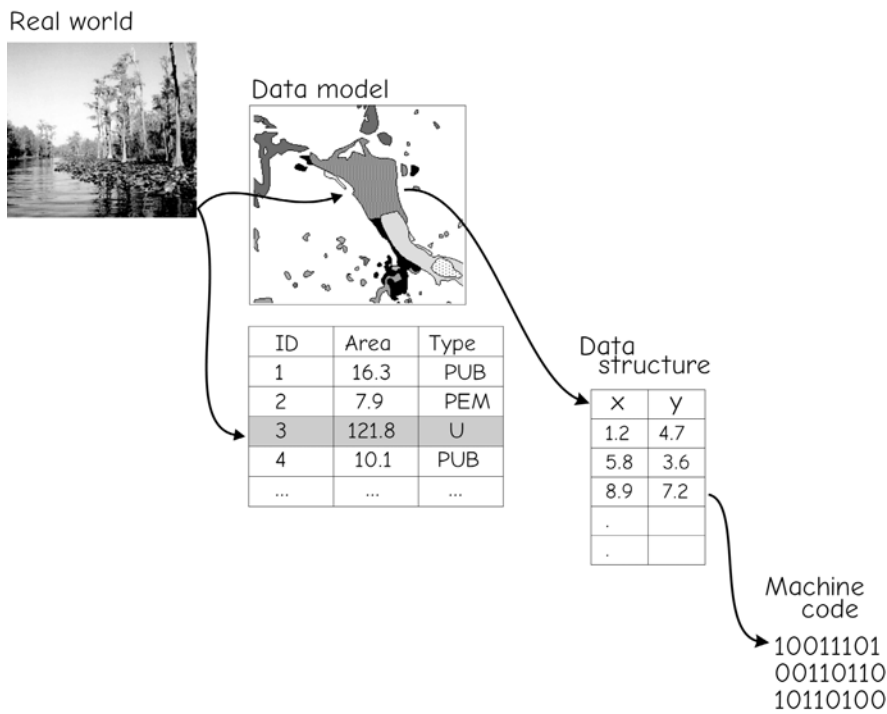 Real world
Data model
ID Area Type
1 16.3 PUB
2 7.9 PEM
3 121.8 U
4 10.1 PUB
... ... ...
Data
structure
x y
1.2 4.7
5.8 3.6
8.9 7.2
.
.
Machine
code
10011101
00110110
10110100